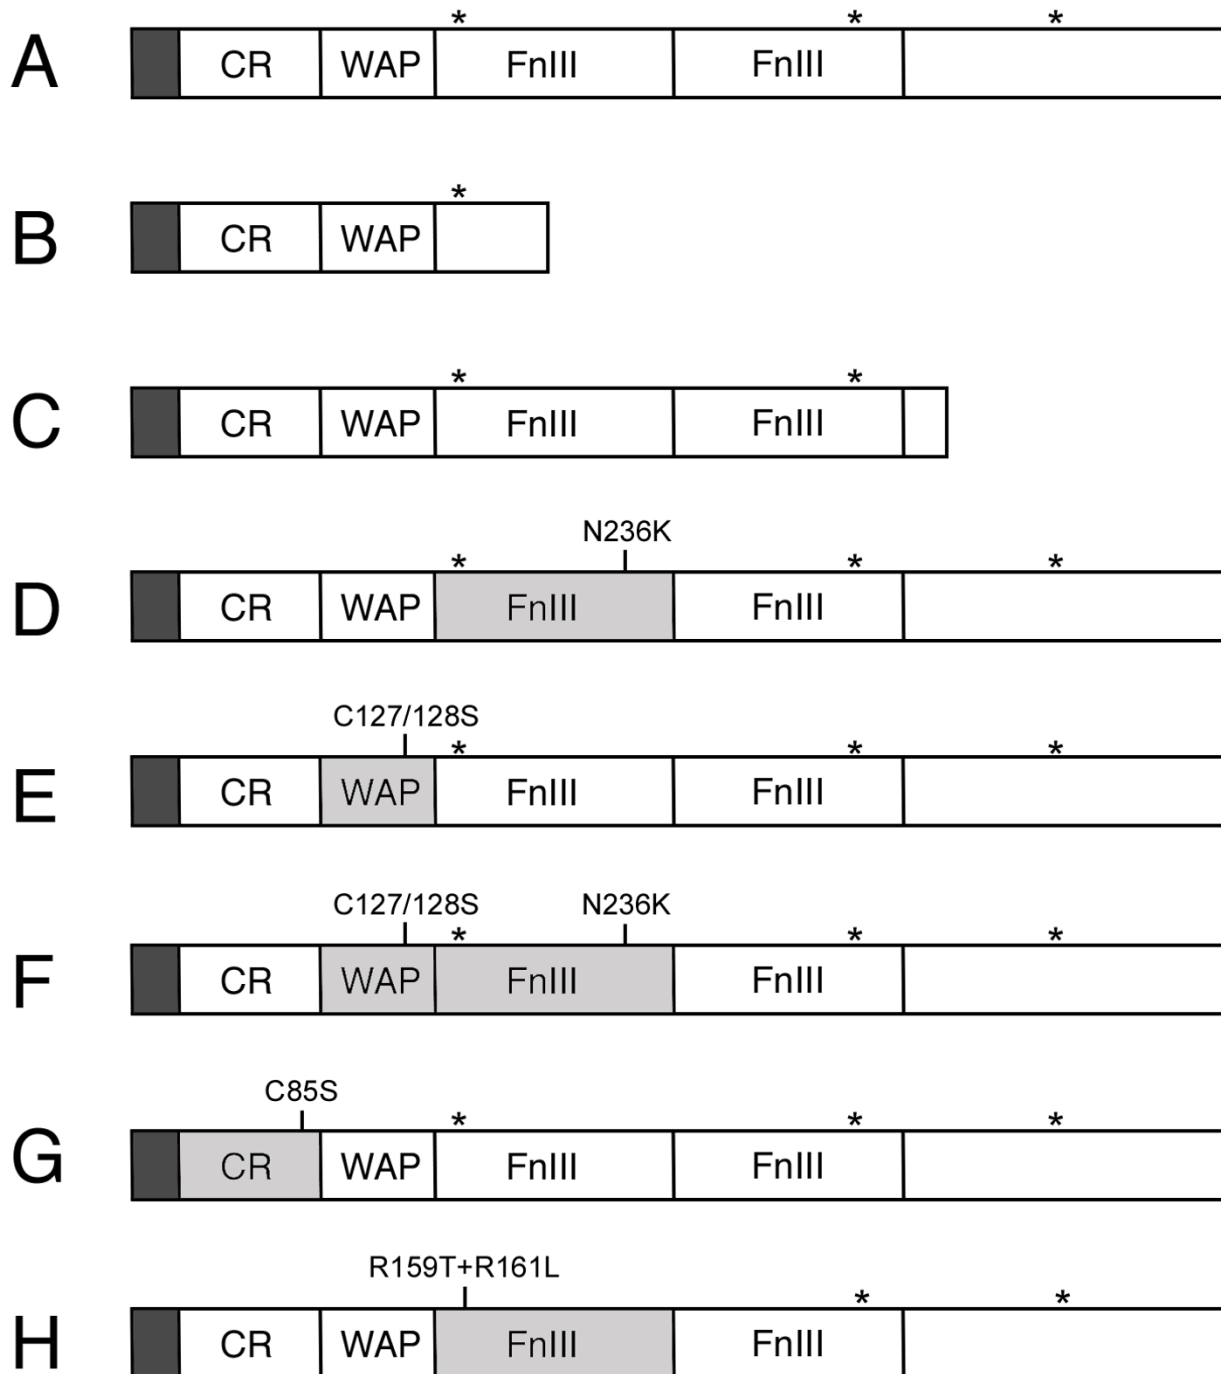 * * *
A CR WAP FnIII FnIII
*
B CR WAP
* *
C CR WAP FnIII FnIII
N236K
* * *
D CR WAP FnIII FnIII
C127/128S
* * *
E CR WAP FnIII FnIII
C127/128S N236K
* * *
F CR WAP FnIII FnIII
C85S
* * *
G CR WAP FnIII FnIII
R159T+R161L
* *
H CR WAP FnIII FnIII